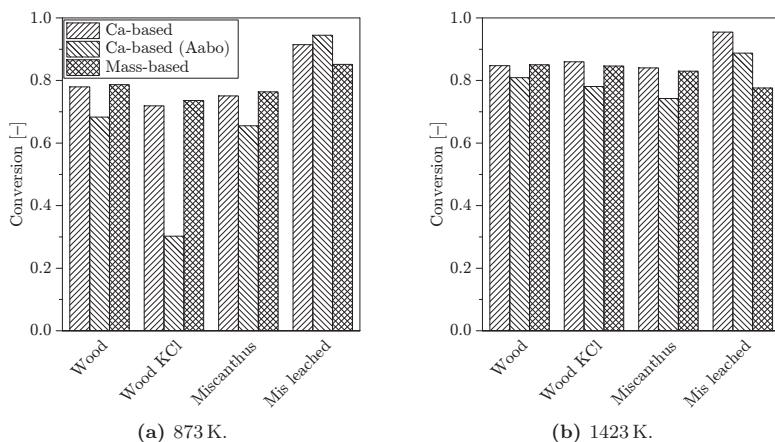 1.0
0.8
0.6
0.4
0.2
0.0
Conversion [−]
Ca-based
Ca-based (Aabo)
Mass-based
Wood
Wood KCl
Miscanthus
Mis leached
(a) 873 K.
1.0
0.8
0.6
0.4
0.2
0.0
Conversion [−]
Wood
Wood KCl
Miscanthus
Mis leached
(b) 1423 K.